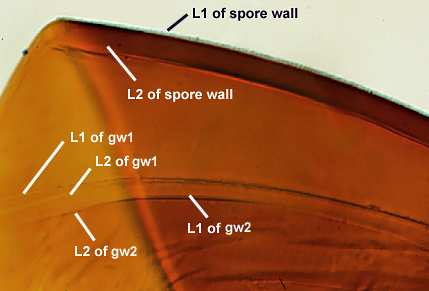 L1 of spore wall
L2 of spore wall
L1 of gw1
L2 of gw1
L1 of gw2
L2 of gw2